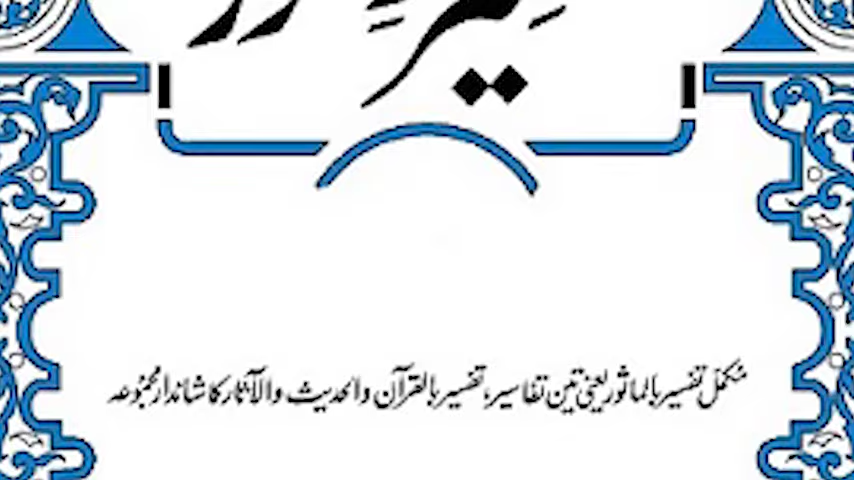 مکمل تفسیر بالماثور یعنی تین تفاسیر، تفسیر بالقرآن والحدیث والآثار کا شاندار مجموعہ